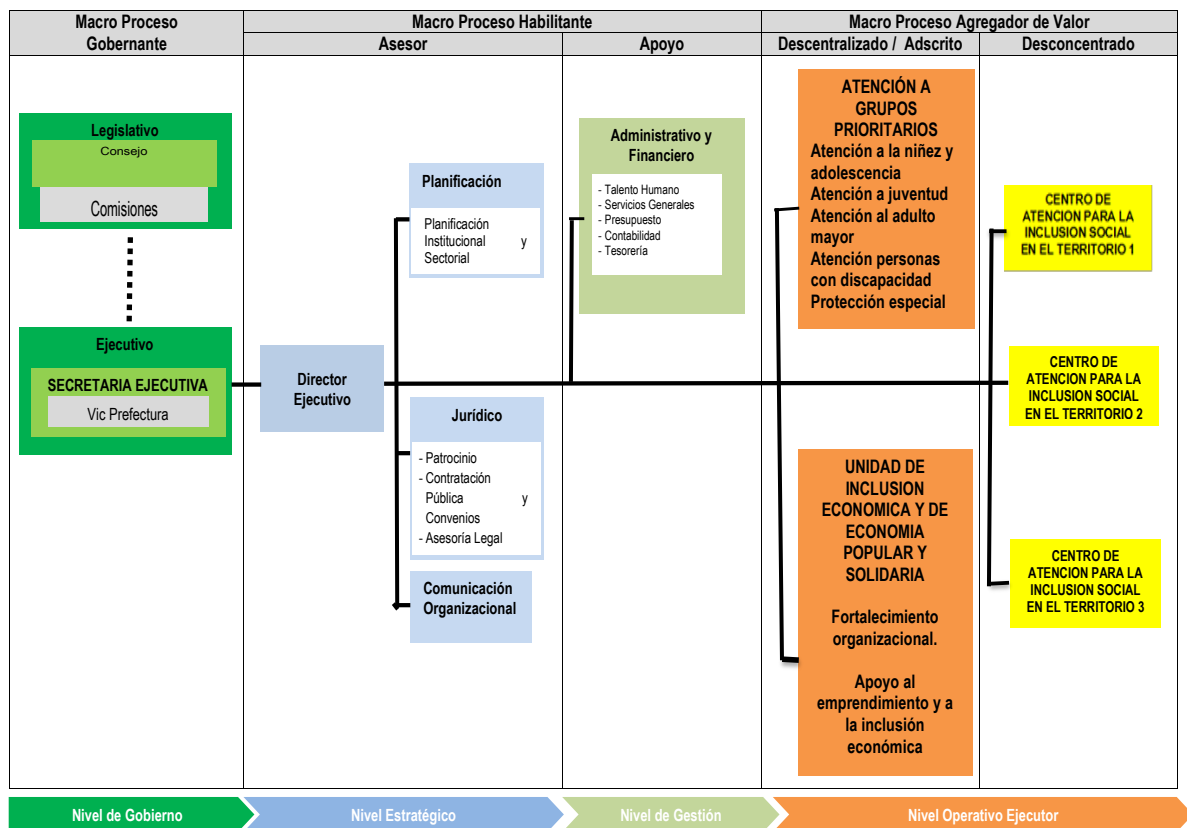 Macro Proceso
Gobernante
Macro Proceso Habilitante
Macro Proceso Agregador de Valor
Asesor
Apoyo
Descentralizado / Adscrito
Desconcentrado
Legislativo
Consejo
Comisiones
Ejecutivo
SECRETARIA EJECUTIVA
Vic Prefectura
Director
Ejecutivo
Planificación
Planificación
Institucional y
Sectorial
Jurídico
- Patrocinio
- Contratación
Pública y
Convenios
- Asesoría Legal
Comunicación
Organizacional
Administrativo y
Financiero
- Talento Humano
- Servicios Generales
- Presupuesto
- Contabilidad
- Tesorería
ATENCIÓN A
GRUPOS
PRIORITARIOS
Atención a la niñez y
adolescencia
Atención a juventud
Atención al adulto
mayor
Atención personas
con discapacidad
Protección especial
UNIDAD DE
INCLUSION
ECONOMICA Y DE
ECONOMIA
POPULAR Y
SOLIDARIA
Fortalecimiento
organizacional.
Apoyo al
emprendimiento y a
la inclusión
económica
CENTRO DE
ATENCION PARA LA
INCLUSION SOCIAL
EN EL TERRITORIO 1
CENTRO DE
ATENCION PARA LA
INCLUSION SOCIAL
EN EL TERRITORIO 2
CENTRO DE
ATENCION PARA LA
INCLUSION SOCIAL
EN EL TERRITORIO 3
Nivel de Gobierno
Nivel Estratégico
Nivel de Gestión
Nivel Operativo Ejecutor